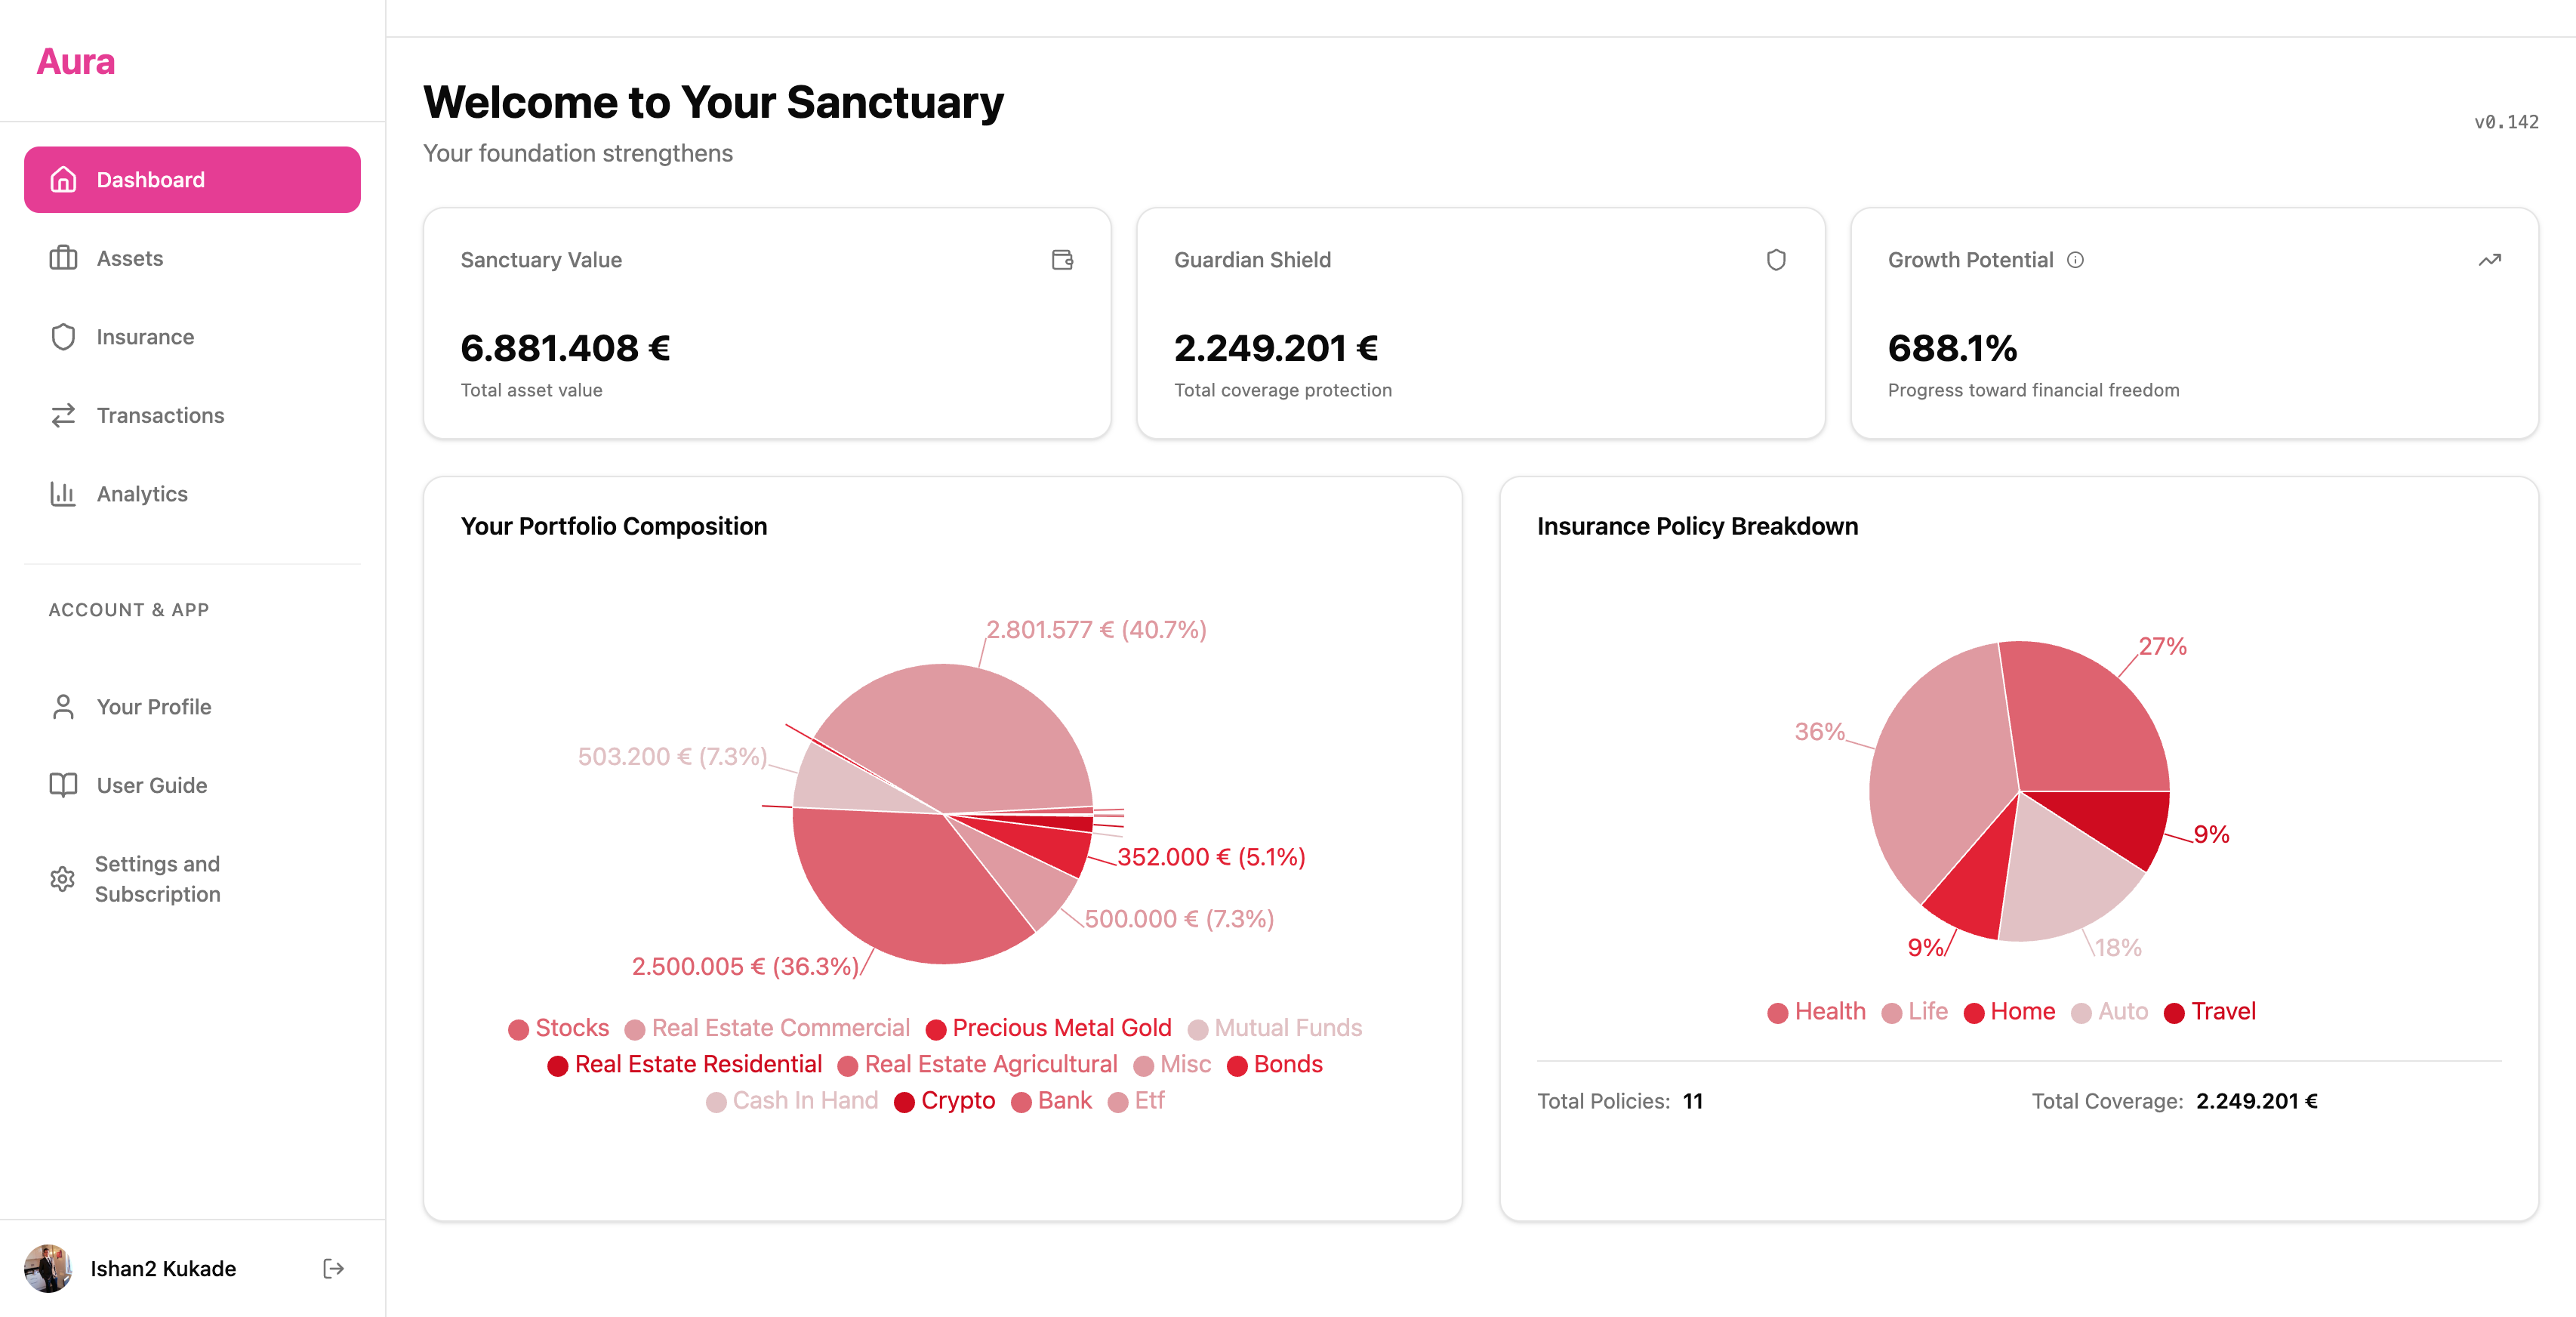 Aura
Dashboard
Assets
Insurance
Transactions
Analytics
ACCOUNT & APP
Your Profile
User Guide
Settings and
Subscription
Ishan2 Kukade
Welcome to Your Sanctuary
Your foundation strengthens
v0.142
Sanctuary Value
6.881.408 €
Total asset value
Guardian Shield
2.249.201 €
Total coverage protection
Growth Potential
688.1%
Progress toward financial freedom
Your Portfolio Composition
2.801.577 € (40.7%)
503.200 € (7.3%)
352.000 € (5.1%)
500.000 € (7.3%)
2.500.005 € (36.3%)
Stocks Real Estate Commercial Precious Metal Gold Mutual Funds
Real Estate Residential Real Estate Agricultural Misc Bonds
Cash In Hand Crypto Bank Etf
Insurance Policy Breakdown
27%
36%
9%
9%
18%
Health Life Home Auto Travel
Total Policies: 11
Total Coverage: 2.249.201 €